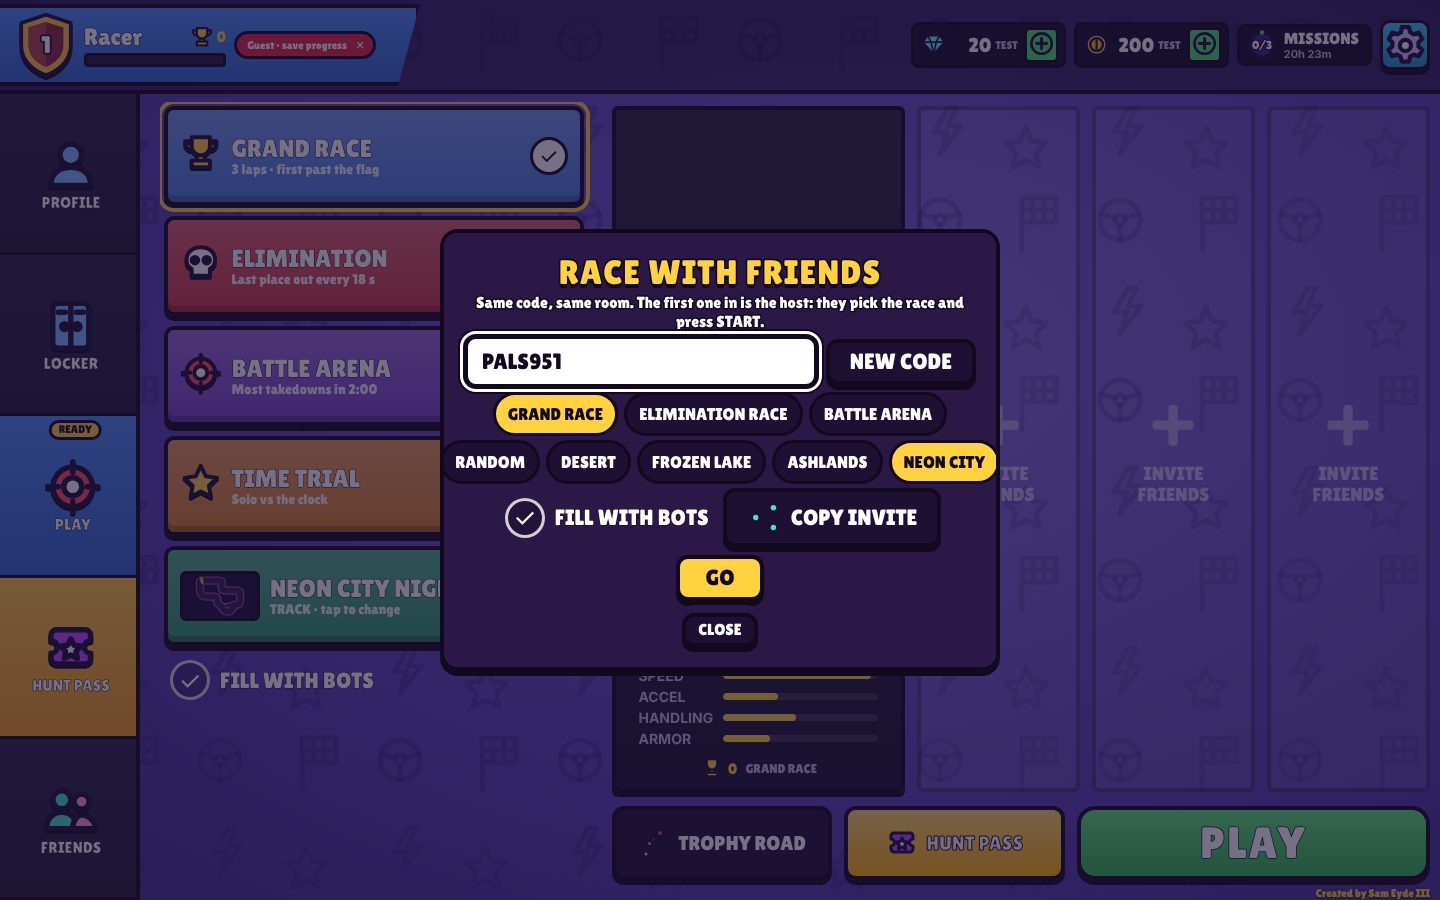 1
Racer
0
Guest · save progress ×
20 TEST
200 TEST
0/3
MISSIONS
20h 23m
PROFILE
LOCKER
READY
PLAY
HUNT PASS
FRIENDS
GRAND RACE
3 laps · first past the flag
ELIMINATION
Last place out every 18 s
BATTLE ARENA
Most takedowns in 2:00
TIME TRIAL
Solo vs the clock
NEON CITY NIG
TRACK · tap to change
FILL WITH BOTS
RACE WITH FRIENDS
Same code, same room. The first one in is the host: they pick the race and
press START.
PALS951
NEW CODE
GRAND RACE
ELIMINATION RACE
BATTLE ARENA
RANDOM
DESERT
FROZEN LAKE
ASHLANDS
NEON CITY
FILL WITH BOTS
COPY INVITE
GO
CLOSE
INVITE
FRIENDS
INVITE
FRIENDS
SPEED
ACCEL
HANDLING
ARMOR
0 GRAND RACE
TROPHY ROAD
HUNT PASS
PLAY
Created by Sam Eyde III